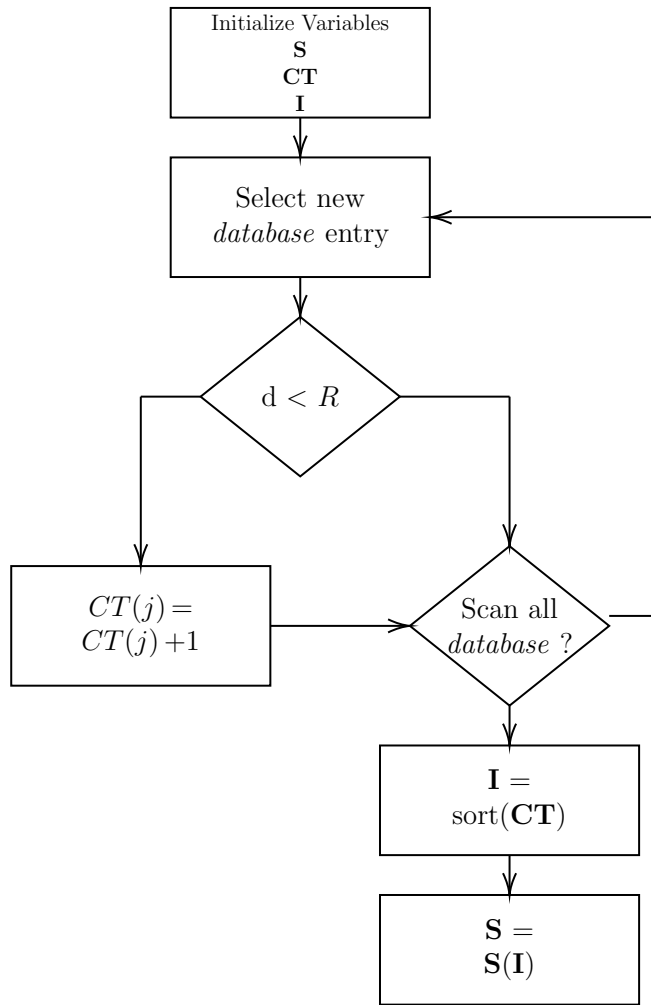 Initialize Variables
S
CT
I
Select new
database entry
d < R
CT(j) =
CT(j)+1
Scan all
database ?
I =
sort(CT)
S =
S(I)